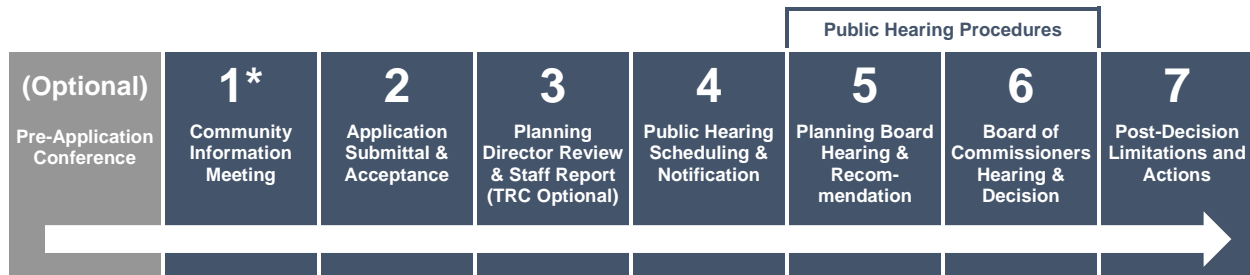 Public Hearing Procedures
(Optional)
Pre-Application
Conference
1*
Community
Information
Meeting
2
Application
Submittal &
Acceptance
3
Planning
Director Review
& Staff Report
(TRC Optional)
4
Public Hearing
Scheduling &
Notification
5
Planning Board
Hearing &
Recom-
mendation
6
Board of
Commissioners
Hearing &
Decision
7
Post-Decision
Limitations and
Actions